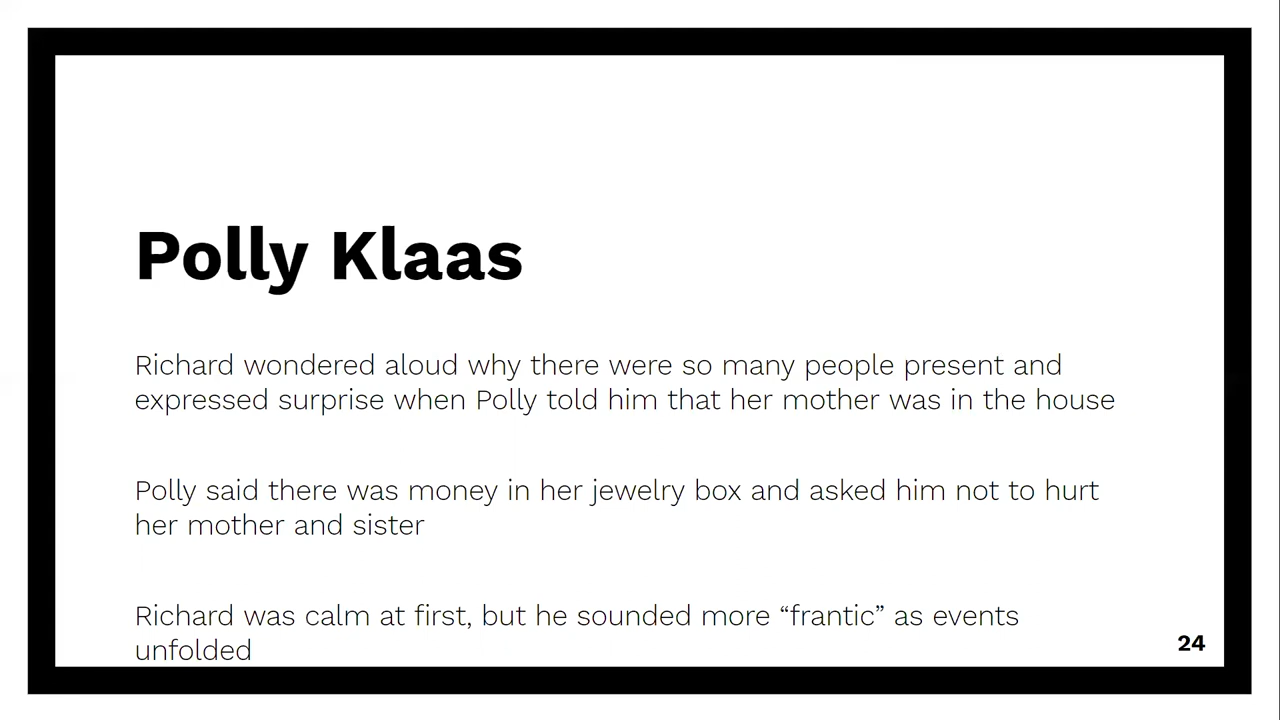 Polly Klaas
Richard wondered aloud why there were so many people present and
expressed surprise when Polly told him that her mother was in the house
Polly said there was money in her jewelry box and asked him not to hurt
her mother and sister
Richard was calm at first, but he sounded more “frantic” as events
unfolded
24